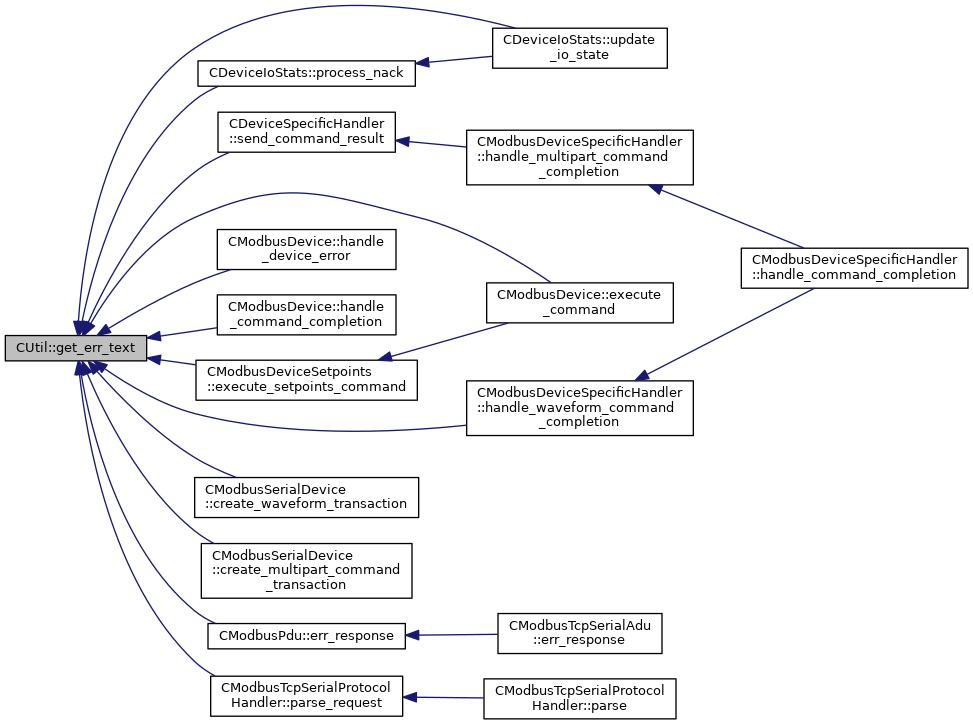 CDeviceIoStats::update
_io_state
CDeviceIoStats::process_nack
CDeviceSpecificHandler
::send_command_result
CModbusDeviceSpecificHandler
::handle_multipart_command
_completion
CModbusDevice::handle
_device_error
CModbusDeviceSpecificHandler
::handle_command_completion
CModbusDevice::execute
_command
CModbusDevice::handle
_command_completion
CUtil::get_err_text
CModbusDeviceSetpoints
::execute_setpoints_command
CModbusDeviceSpecificHandler
::handle_waveform_command
_completion
CModbusSerialDevice
::create_waveform_transaction
CModbusSerialDevice
::create_multipart_command
_transaction
CModbusPdu::err_response
CModbusTcpSerialAdu
::err_response
CModbusTcpSerialProtocol
Handler::parse_request
CModbusTcpSerialProtocol
Handler::parse